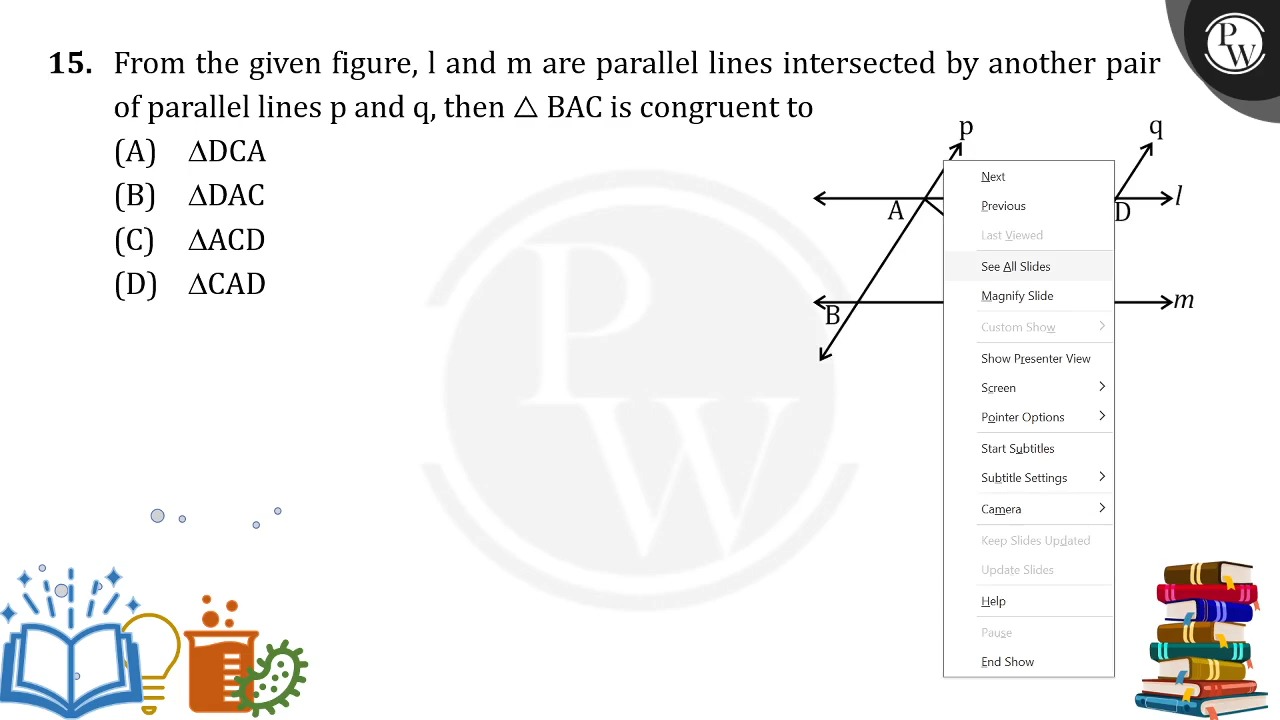 15. From the given figure, l and m are parallel lines intersected by another pair
of parallel lines p and q, then △ BAC is congruent to
(A) ΔDCA
(B) ΔDAC
(C) ΔACD
(D) ΔCAD
p
q
l
A
D
B
m
Next
Previous
Last Viewed
See All Slides
Magnify Slide
Custom Show
Show Presenter View
Screen
Pointer Options
Start Subtitles
Subtitle Settings
Camera
Keep Slides Updated
Update Slides
Help
Pause
End Show
PW
PW